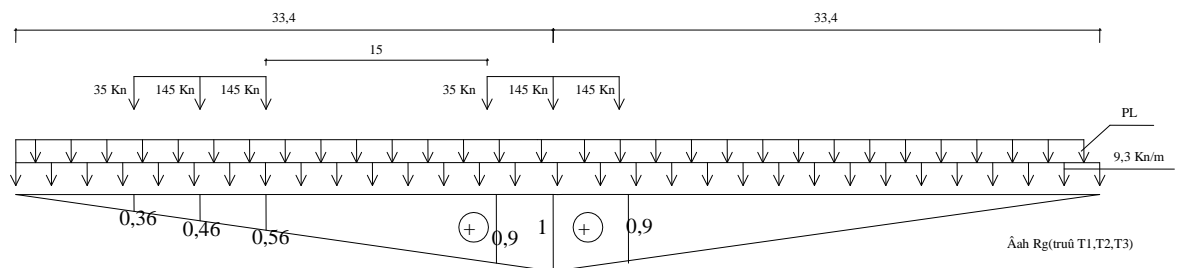 33,4
33,4
15
35 Kn
145 Kn
145 Kn
35 Kn
145 Kn
145 Kn
PL
9,3 Kn/m
0,36
0,46
0,56
+
0,9
1
+
0,9
Âah Rg(truû T1,T2,T3)